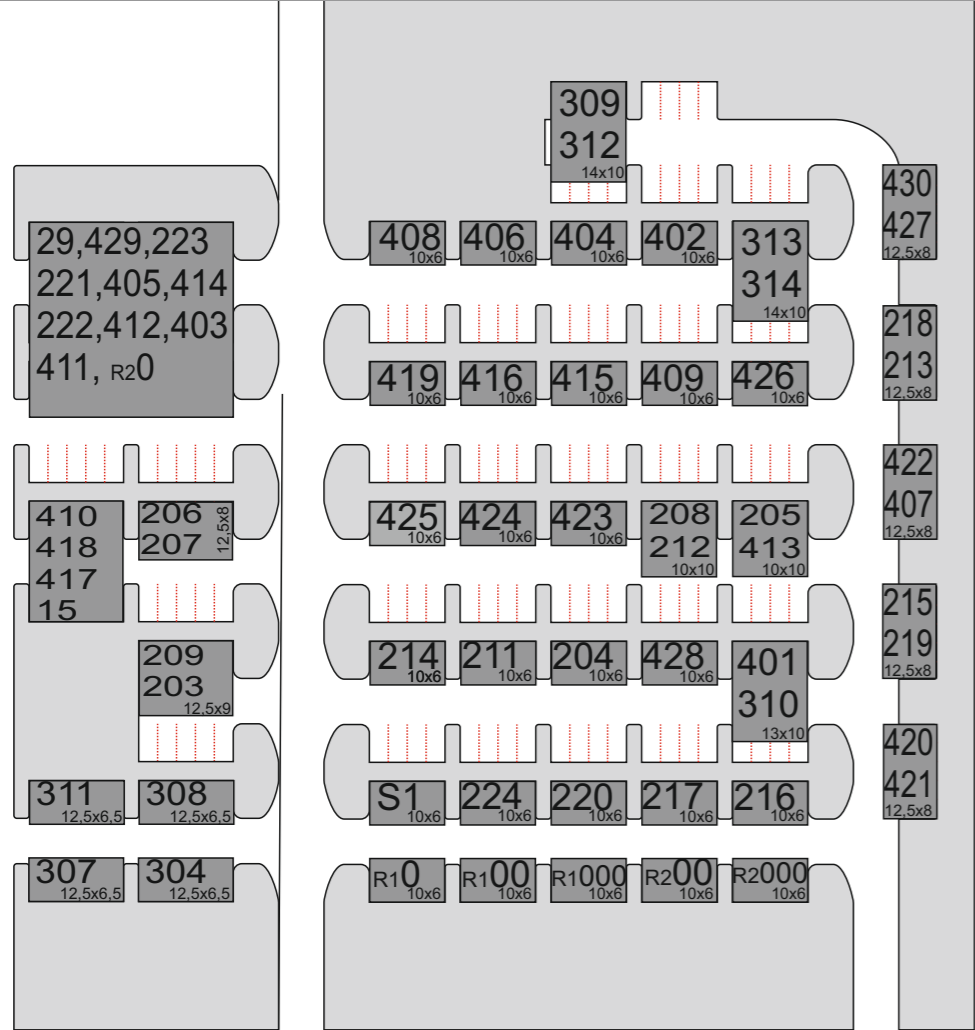 309
312
14x10
430
427
12,5x8
29,429,223
221,405,414
222,412,403
411, R20
408
10x6
406
10x6
404
10x6
402
10x6
313
314
14x10
218
213
12,5x8
419
10x6
416
10x6
415
10x6
409
10x6
426
10x6
422
407
12,5x8
410
418
417
15
206
207
12,5x8
425
10x6
424
10x6
423
10x6
208
212
10x10
205
413
10x10
215
219
12,5x8
209
203
12,5x9
214
10x6
211
10x6
204
10x6
428
10x6
401
310
13x10
420
421
12,5x8
311
12,5x6,5
308
12,5x6,5
S1
10x6
224
10x6
220
10x6
217
10x6
216
10x6
307
12,5x6,5
304
12,5x6,5
R10
10x6
R100
10x6
R1000
10x6
R200
10x6
R2000
10x6